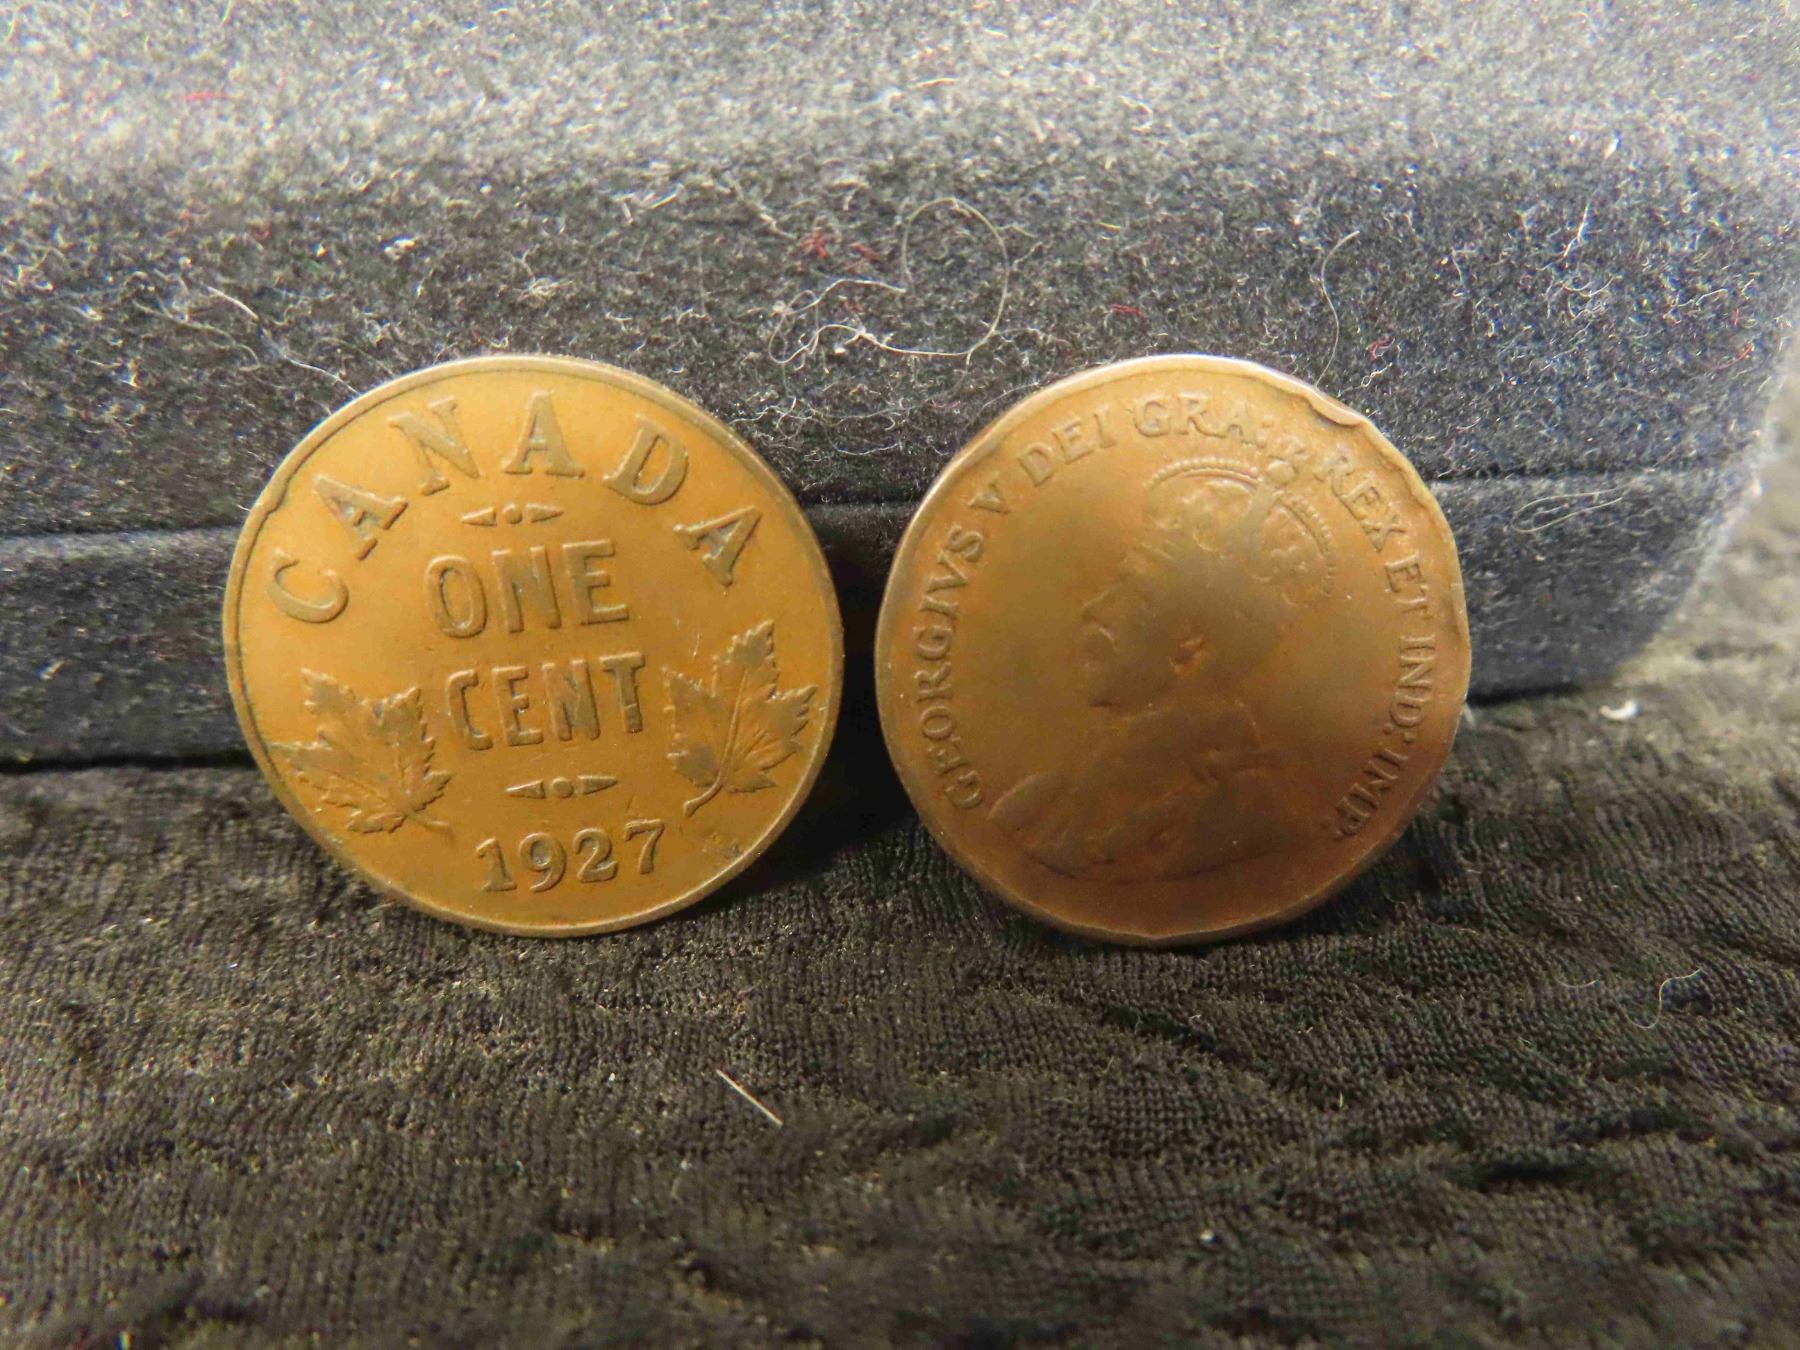 CANADA
ONE
CENT
1927
GEORGIVS V DEI GRA: REX ET IND: IMP: